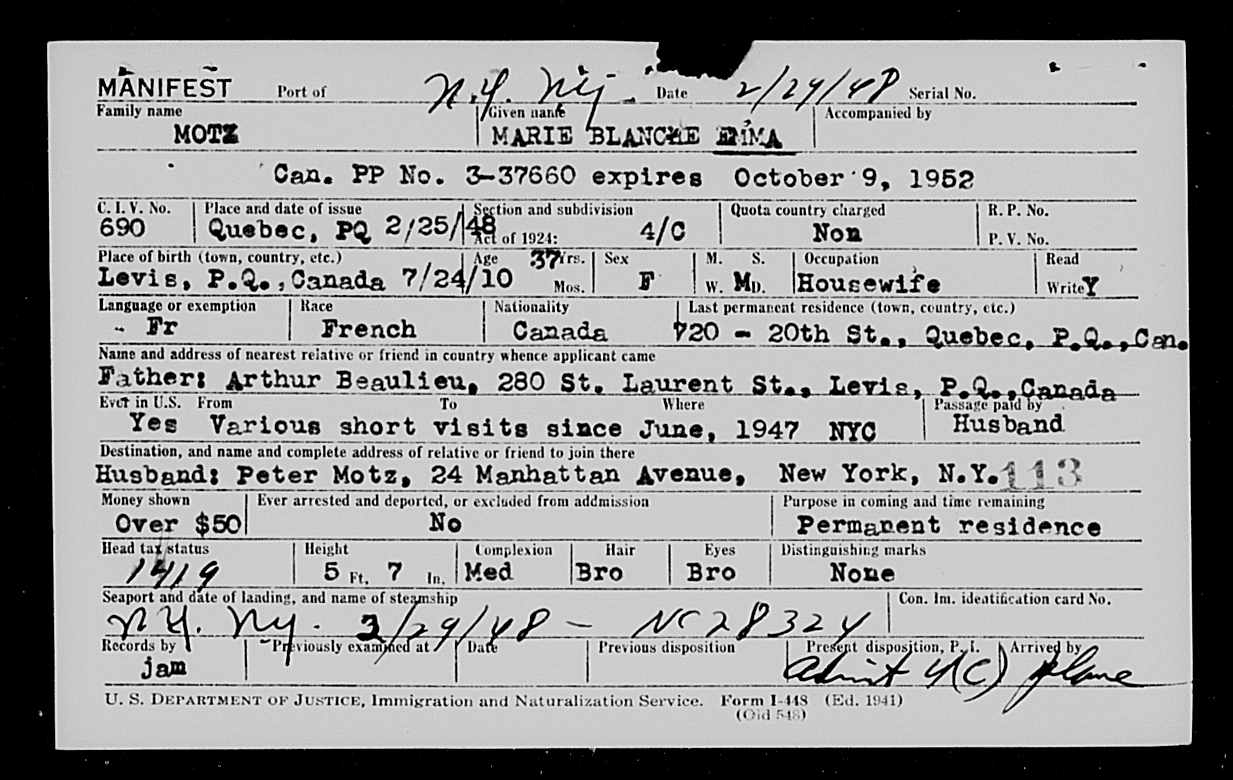 MANIFEST Port of N.Y. N.Y. Date 2/29/48 Serial No.
Family name Given name Accompanied by
MOTZ MARIE BLANCHE EMMA
Can. PP No. 3-37660 expires October 9, 1952
C. I. V. No. Place and date of issue Section and subdivision Quota country charged R. P. No.
690 Quebec, PQ 2/25/48 Act of 1924: 4/C Non P. V. No.
Place of birth (town, country, etc.) Age 37 Yrs. Sex M. S. Occupation Read
Levis, P.Q.,Canada 7/24/10 Mos. F W. MD. Housewife Write Y
Language or exemption Race Nationality Last permanent residence (town, country, etc.)
- Fr French Canada 720 - 20th St., Quebec, P.Q.,Can.
Name and address of nearest relative or friend in country whence applicant came
Father: Arthur Beaulieu, 280 St. Laurent St., Levis, P.Q.,Canada
Ever in U.S. From To Where Passage paid by
Yes Various short visits since June, 1947 NYC Husband
Destination, and name and complete address of relative or friend to join there
Husband: Peter Motz, 24 Manhattan Avenue, New York, N.Y. 113
Money shown Ever arrested and deported, or excluded from addmission Purpose in coming and time remaining
Over $50 No Permanent residence
Head tax status Height Complexion Hair Eyes Distinguishing marks
1419 5 Ft. 7 In. Med Bro Bro None
Seaport and date of landing, and name of steamship Con. Im. identification card No.
N.Y. N.Y. 2/29/48 - NC28324
Records by Previously examined at Date Previous disposition Present disposition, P. I. Arrived by
jam admit 4(C) plane
U. S. DEPARTMENT OF JUSTICE, Immigration and Naturalization Service. Form I-448 (Ed. 1941)
(Old 548)